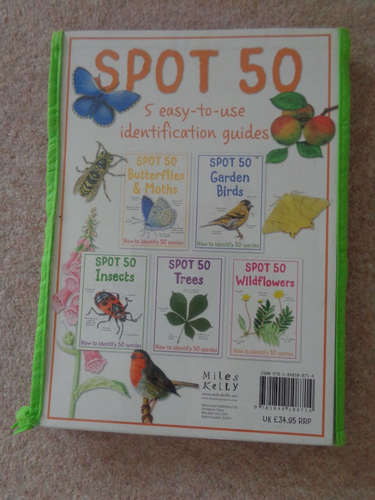 SPOT 50
5 easy-to-use
identification guides
SPOT 50
Butterflies
& Moths
How to identify 50 species
SPOT 50
Garden
Birds
How to identify 50 species
SPOT 50
Insects
How to identify 50 species
SPOT 50
Trees
How to identify 50 species
SPOT 50
Wildflowers
How to identify 50 species
Miles
Kelly
UK £34.95 RRP